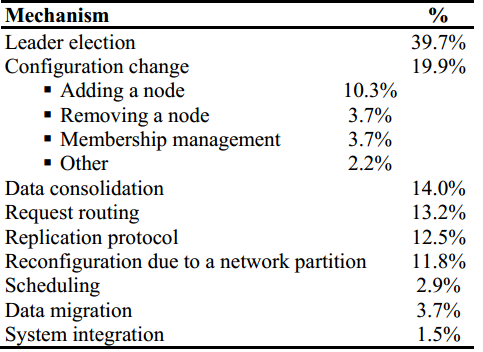 Mechanism %
Leader election 39.7%
Configuration change 19.9%
▪ Adding a node 10.3%
▪ Removing a node 3.7%
▪ Membership management 3.7%
▪ Other 2.2%
Data consolidation 14.0%
Request routing 13.2%
Replication protocol 12.5%
Reconfiguration due to a network partition 11.8%
Scheduling 2.9%
Data migration 3.7%
System integration 1.5%